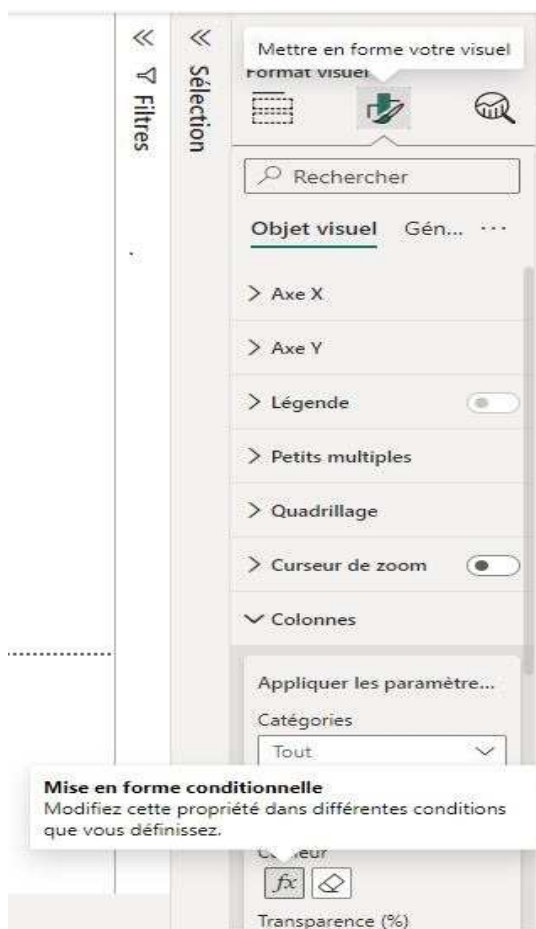 Filtres
Sélection
Mettre en forme votre visuel
Format visuel
Rechercher
Objet visuel Gén... ...
Axe X
Axe Y
Légende
Petits multiples
Quadrillage
Curseur de zoom
Colonnes
Appliquer les paramètre...
Catégories
Tout
Mise en forme conditionnelle
Modifiez cette propriété dans différentes conditions
que vous définissez.
fx
Transparence (%)